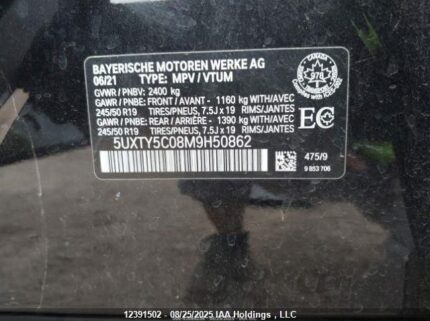 BAYERISCHE MOTOREN WERKE AG
06/21 TYPE: MPV / VTUM
GVWR / PNBV: 2400 kg
GAWR / PNBE: FRONT / AVANT - 1160 kg WITH/AVEC
245/50 R19 TIRES/PNEUS, 7.5J x 19 RIMS/JANTES
GAWR / PNBE: REAR / ARRIÈRE - 1390 kg WITH/AVEC
245/50 R19 TIRES/PNEUS, 7.5J x 19 RIMS/JANTES
5UXTY5C08M9H50862
CANADA
978
EC
475/9
9 853 706
12391502 - 08/25/2025 IAA Holdings , LLC